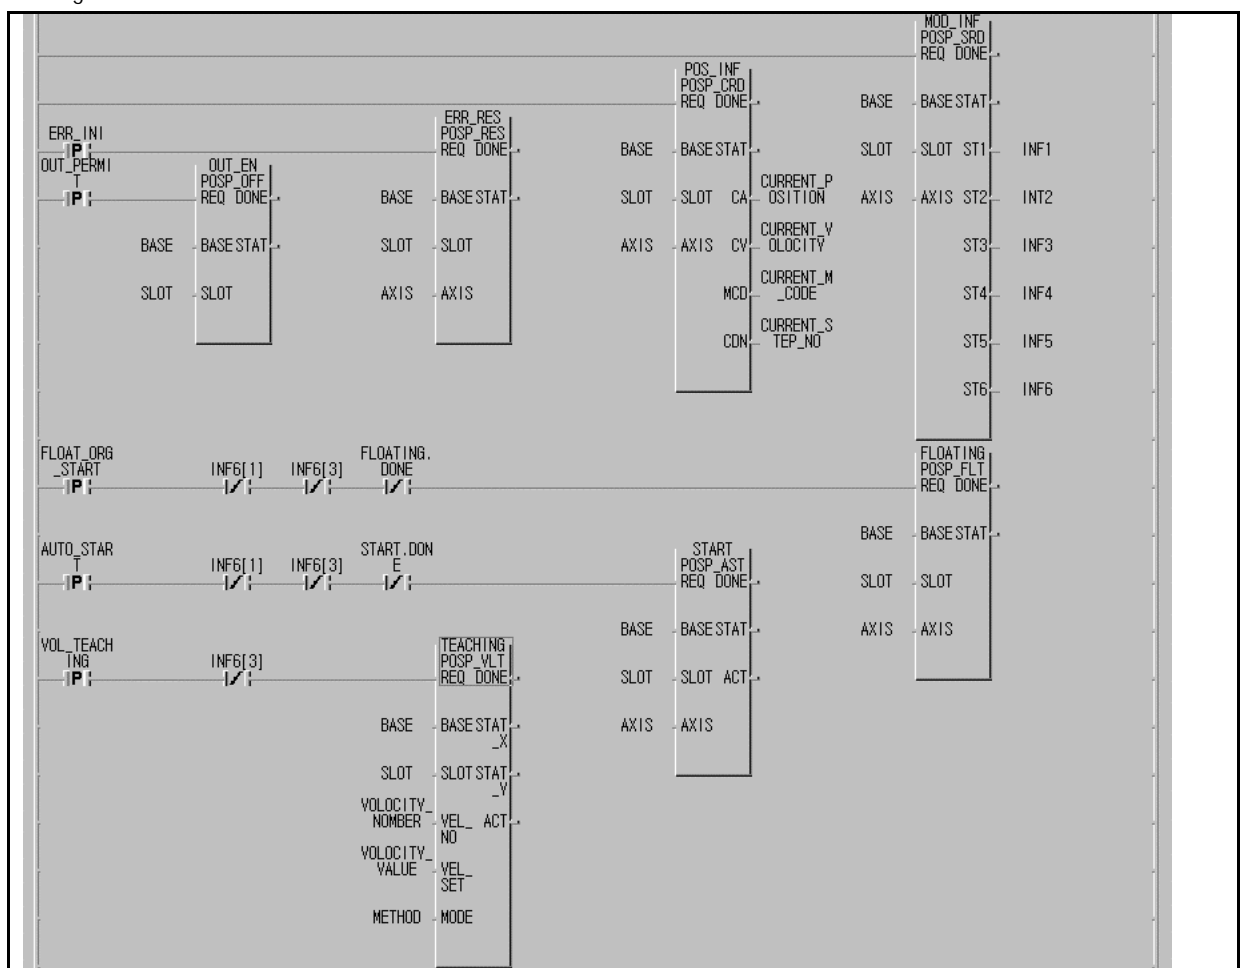 MOD_INF
POSP_SRD
REQ DONE
POS_INF
POSP_CRD
REQ DONE BASE BASE STAT
ERR_RES
ERR_INI POSP_RES
P REQ DONE BASE BASE STAT SLOT SLOT ST1 INF1
OUT_PERMI OUT_EN
T POSP_OFF CURRENT_P
P REQ DONE BASE BASE STAT SLOT SLOT CA OSITION AXIS AXIS ST2 INT2
CURRENT_V
BASE BASE STAT SLOT SLOT AXIS AXIS CV OLOCITY ST3 INF3
CURRENT_M
SLOT SLOT AXIS AXIS MCD _CODE ST4 INF4
CURRENT_S
CDN TEP_NO ST5 INF5
ST6 INF6
FLOAT_ORG FLOATING. FLOATING
_START INF6[1] INF6[3] DONE POSP_FLT
P REQ DONE
BASE BASE STAT
AUTO_STAR START.DON START
T INF6[1] INF6[3] E POSP_AST
P REQ DONE SLOT SLOT
BASE BASE STAT AXIS AXIS
VOL_TEACH TEACHING
ING INF6[3] POSP_VLT
P REQ DONE SLOT SLOT ACT
BASE BASE STAT AXIS AXIS
_X
SLOT SLOT STAT
_Y
VOLOCITY_
NOMBER VEL_ ACT
NO
VOLOCITY_
VALUE VEL_
SET
METHOD MODE